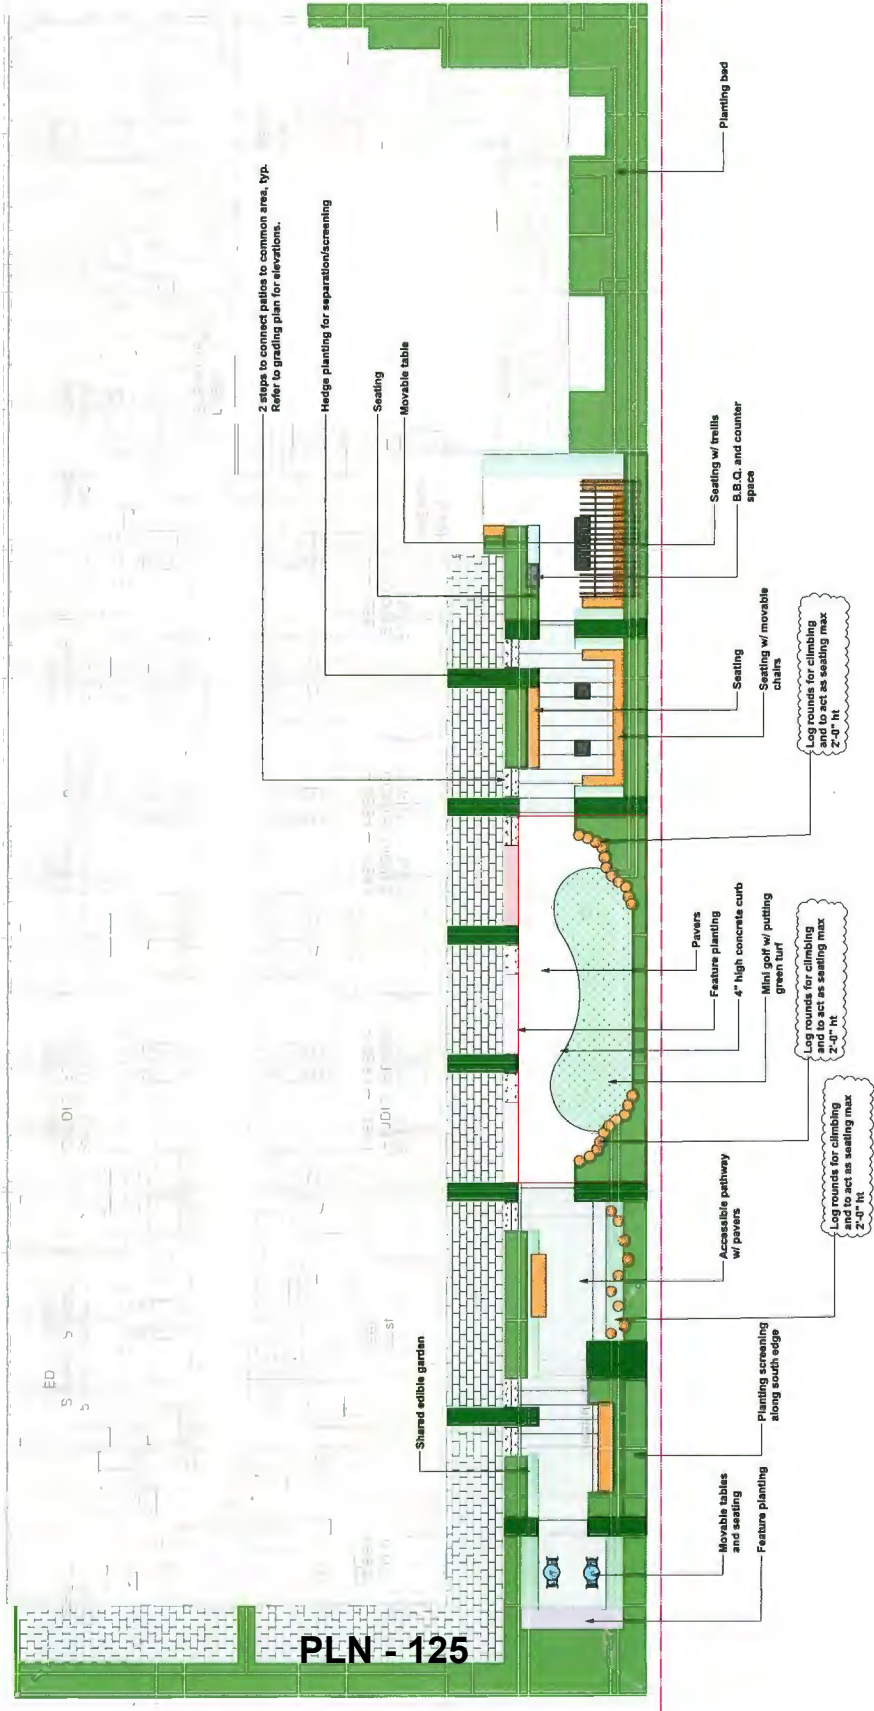 2 steps to connect patios to common area, typ.
Refer to grading plan for elevations.
Hedge planting for separation/screening
Seating
Movable table
Shared edible garden
Planting bed
Seating w/ trellis
B.B.Q. and counter
space
Seating
Seating w/ movable
chairs
Log rounds for climbing
and to act as seating max
2'-0" ht
Pavers
Feature planting
4" high concrete curb
Mini golf w/ putting
green turf
Log rounds for climbing
and to act as seating max
2'-0" ht
Accessible pathway
w/ pavers
Log rounds for climbing
and to act as seating max
2'-0" ht
Planting screening
along south edge
Movable tables
and seating
Feature planting
PLN - 125